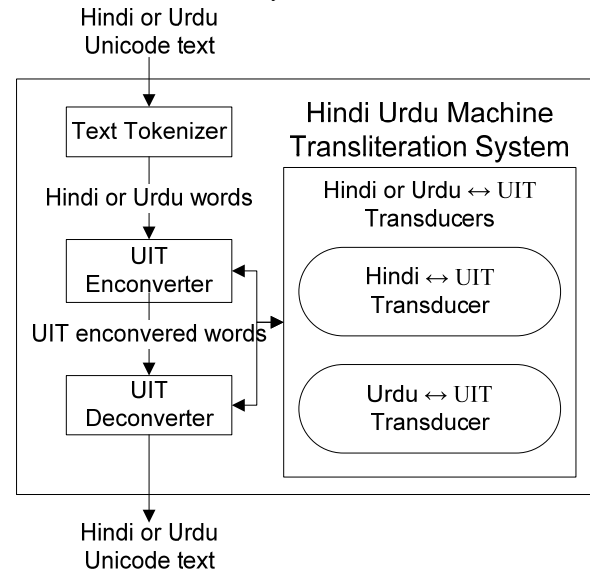 Hindi or Urdu
Unicode text
Text Tokenizer
Hindi or Urdu words
UIT
Enconverter
UIT enconvered words
UIT
Deconverter
Hindi or Urdu
Unicode text
Hindi Urdu Machine
Transliteration System
Hindi or Urdu ↔ UIT
Transducers
Hindi ↔ UIT
Transducer
Urdu ↔ UIT
Transducer